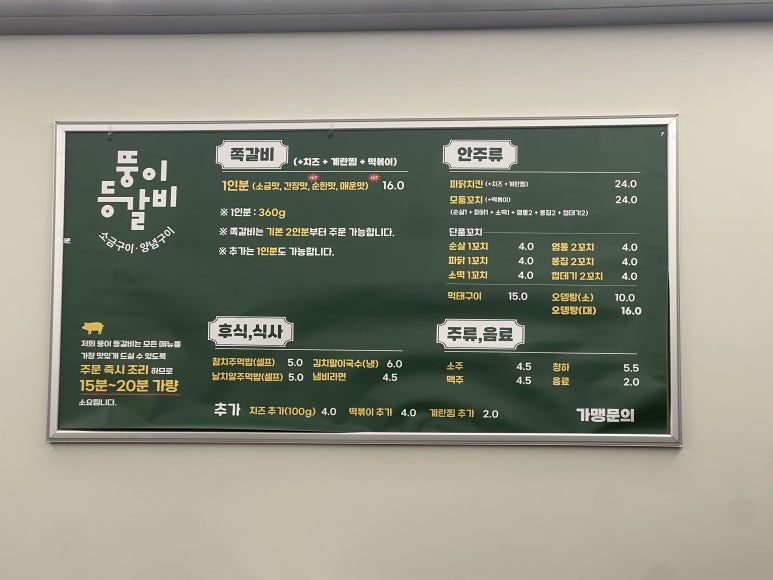 뚱이
등갈비
소금구이·양념구이
저희 뚱이 등갈비는 모든 메뉴를
가장 맛있게 드실 수 있도록
주문 즉시 조리 하므로
15분~20분 가량
소요됩니다.
쪽갈비 (+치즈 + 계란찜 + 떡볶이)
1인분 (소금맛, 간장맛, 순한맛, 매운맛) 16.0
※ 1인분 : 360g
※ 쪽갈비는 기본 2인분부터 주문 가능합니다.
※ 추가는 1인분도 가능합니다.
안주류
파닭치킨 (+치즈 +계란찜) 24.0
모둠꼬치 (+떡볶이) 24.0
(순살1 + 파닭1 + 소떡1 + 염통2 + 똥집2 + 껍데기2)
단품꼬치
순살 1꼬치 4.0 염통 2꼬치 4.0
파닭 1꼬치 4.0 똥집 2꼬치 4.0
소떡 1꼬치 4.0 껍데기 2꼬치 4.0
먹태구이 15.0 오뎅탕(소) 10.0
오뎅탕(대) 16.0
후식,식사
참치주먹밥(셀프) 5.0 김치말이국수(냉) 6.0
날치알주먹밥(셀프) 5.0 냄비라면 4.5
주류,음료
소주 4.5 청하 5.5
맥주 4.5 음료 2.0
추가 치즈 추가(100g) 4.0 떡볶이 추가 4.0 계란찜 추가 2.0
가맹문의